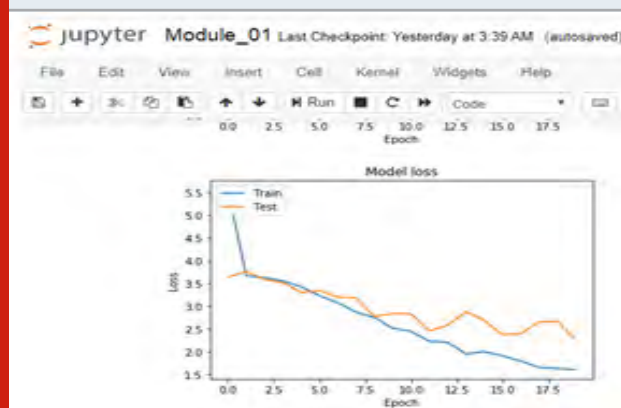 jupyter Module_01 Last Checkpoint: Yesterday at 3:39 AM (autosaved)
File Edit View Insert Cell Kernel Widgets Help
Run Code
0.0 2.5 5.0 7.5 10.0 12.5 15.0 17.5
Epoch
Model loss
Train
Test
5.5
5.0
4.5
4.0
3.5
3.0
2.5
2.0
1.5
Loss
0.0 2.5 5.0 7.5 10.0 12.5 15.0 17.5
Epoch